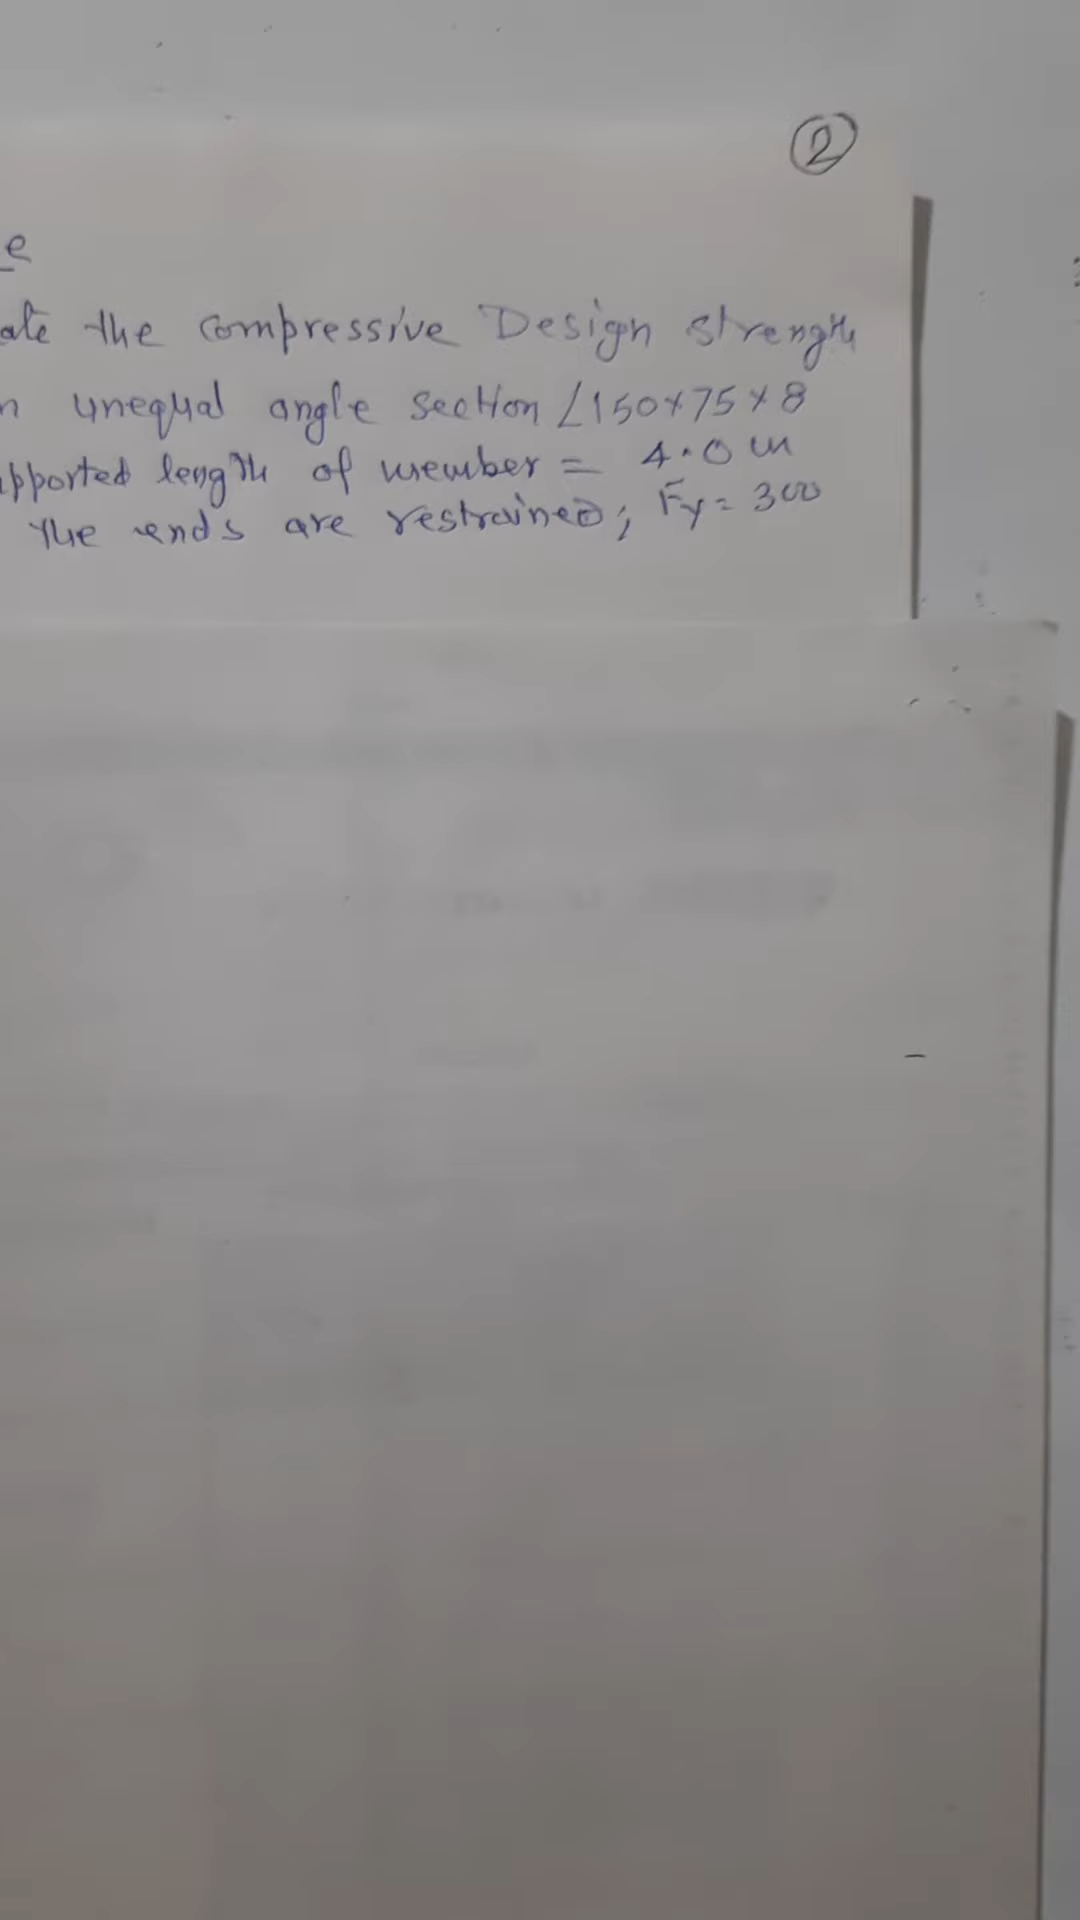 ②
e
ate the compressive Design strength
n unequal angle section ∠150×75×8
pported length of member = 4.0 m
the ends are restrained; Fy = 300